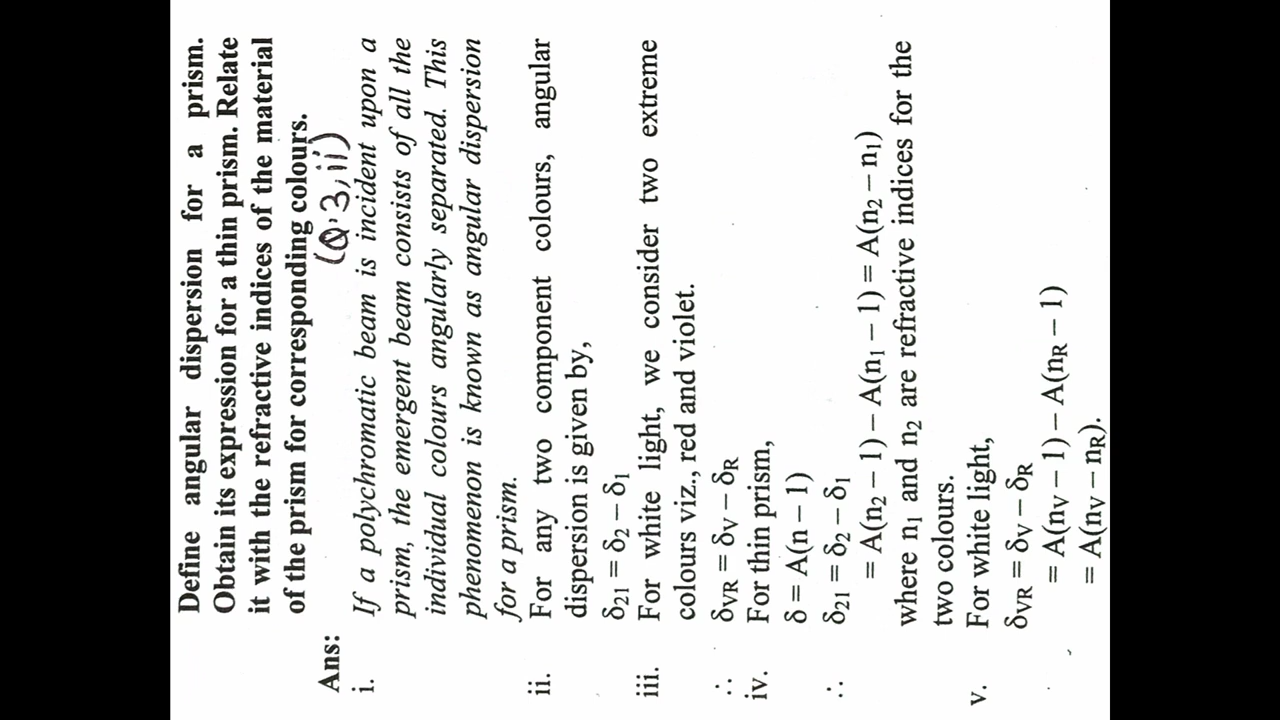 Define angular dispersion for a prism.
Obtain its expression for a thin prism. Relate
it with the refractive indices of the material
of the prism for corresponding colours.
(Q.3, ii)
Ans:
i. If a polychromatic beam is incident upon a
prism, the emergent beam consists of all the
individual colours angularly separated. This
phenomenon is known as angular dispersion
for a prism.
ii. For any two component colours, angular
dispersion is given by,
δ₂₁ = δ₂ – δ₁
iii. For white light, we consider two extreme
colours viz., red and violet.
∴ δVR = δV – δR
iv. For thin prism,
δ = A(n – 1)
∴ δ₂₁ = δ₂ – δ₁
= A(n₂ – 1) – A(n₁ – 1) = A(n₂ – n₁)
where n₁ and n₂ are refractive indices for the
two colours.
v. For white light,
δVR = δV – δR
= A(nV – 1) – A(nR – 1)
= A(nV – nR).